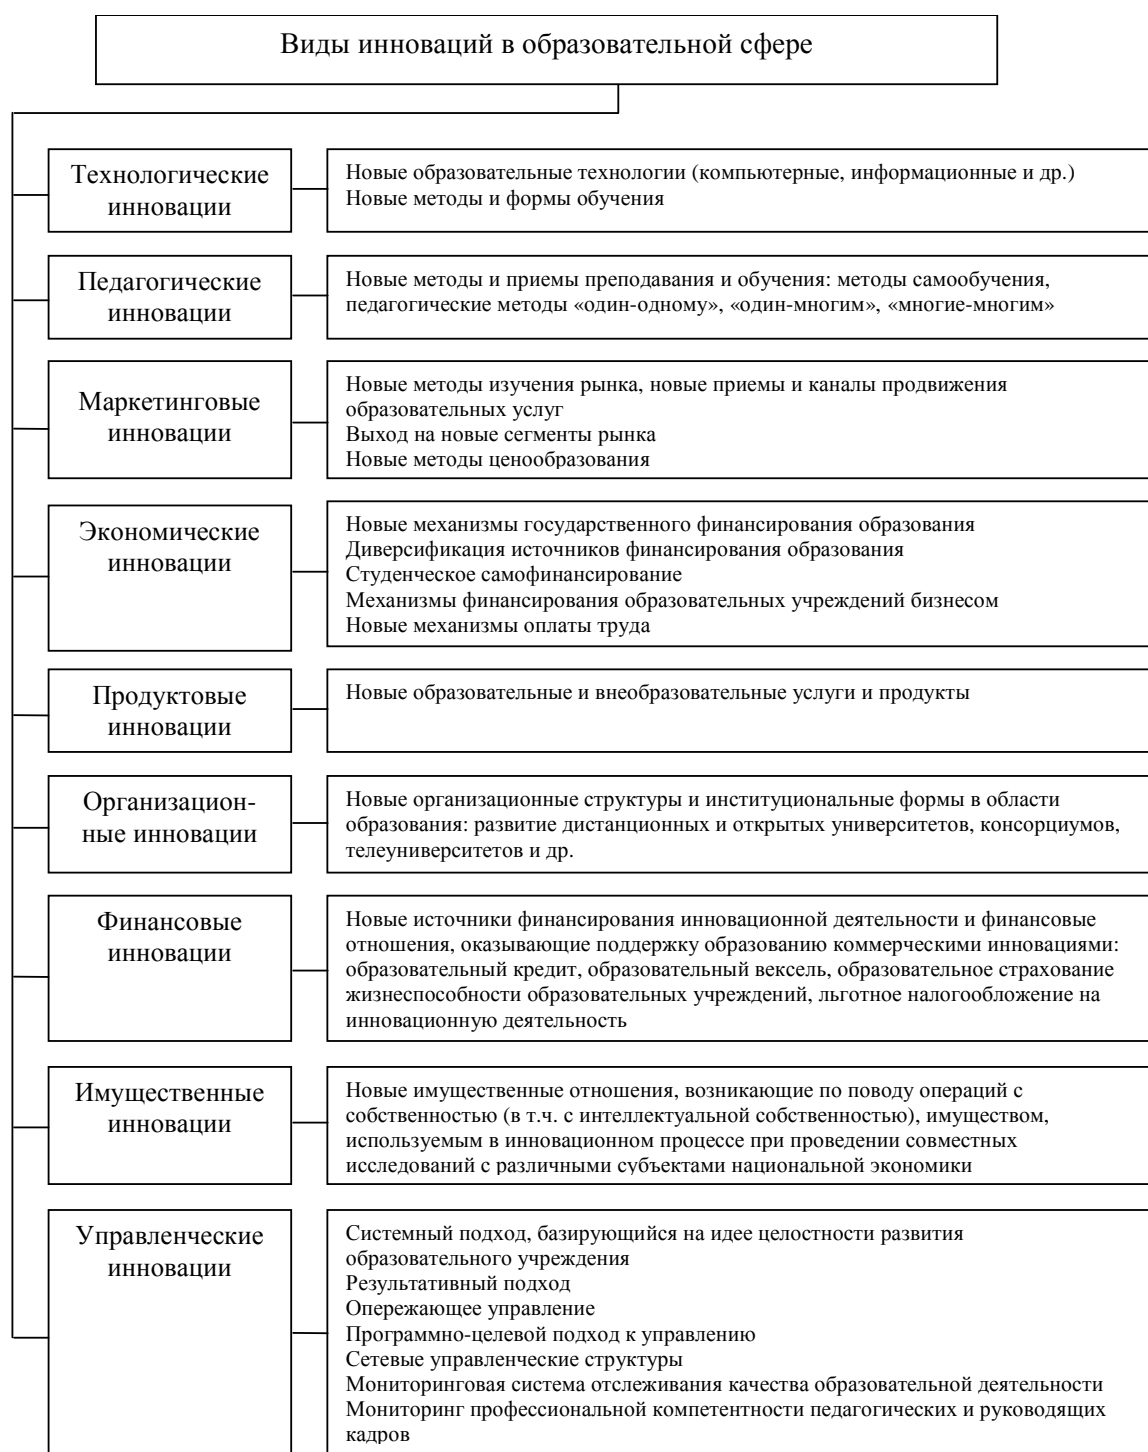 Виды инноваций в образовательной сфере
Технологические
инновации
Новые образовательные технологии (компьютерные, информационные и др.)
Новые методы и формы обучения
Педагогические
инновации
Новые методы и приемы преподавания и обучения: методы самообучения,
педагогические методы «один-одному», «один-многим», «многие-многим»
Маркетинговые
инновации
Новые методы изучения рынка, новые приемы и каналы продвижения
образовательных услуг
Выход на новые сегменты рынка
Новые методы ценообразования
Экономические
инновации
Новые механизмы государственного финансирования образования
Диверсификация источников финансирования образования
Студенческое самофинансирование
Механизмы финансирования образовательных учреждений бизнесом
Новые механизмы оплаты труда
Продуктовые
инновации
Новые образовательные и внеобразовательные услуги и продукты
Организацион-
ные инновации
Новые организационные структуры и институциональные формы в области
образования: развитие дистанционных и открытых университетов, консорциумов,
телеуниверситетов и др.
Финансовые
инновации
Новые источники финансирования инновационной деятельности и финансовые
отношения, оказывающие поддержку образованию коммерческими инновациями:
образовательный кредит, образовательный вексель, образовательное страхование
жизнеспособности образовательных учреждений, льготное налогообложение на
инновационную деятельность
Имущественные
инновации
Новые имущественные отношения, возникающие по поводу операций с
собственностью (в т.ч. с интеллектуальной собственностью), имуществом,
используемым в инновационном процессе при проведении совместных
исследований с различными субъектами национальной экономики
Управленческие
инновации
Системный подход, базирующийся на идее целостности развития
образовательного учреждения
Результативный подход
Опережающее управление
Программно-целевой подход к управлению
Сетевые управленческие структуры
Мониторинговая система отслеживания качества образовательной деятельности
Мониторинг профессиональной компетентности педагогических и руководящих
кадров